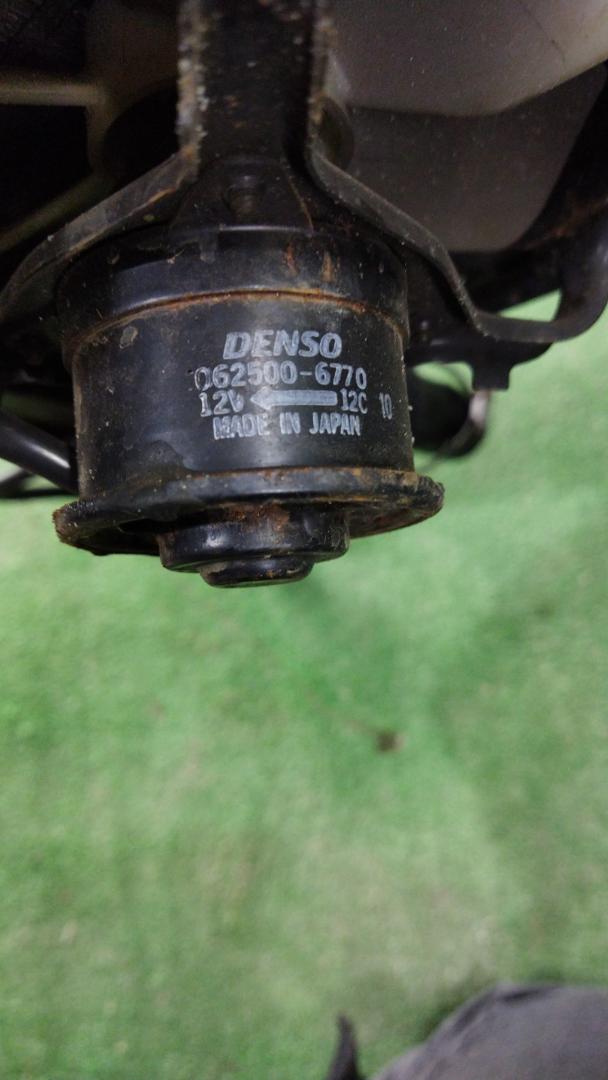 DENSO
062500-6770
12V 12C 10
MADE IN JAPAN